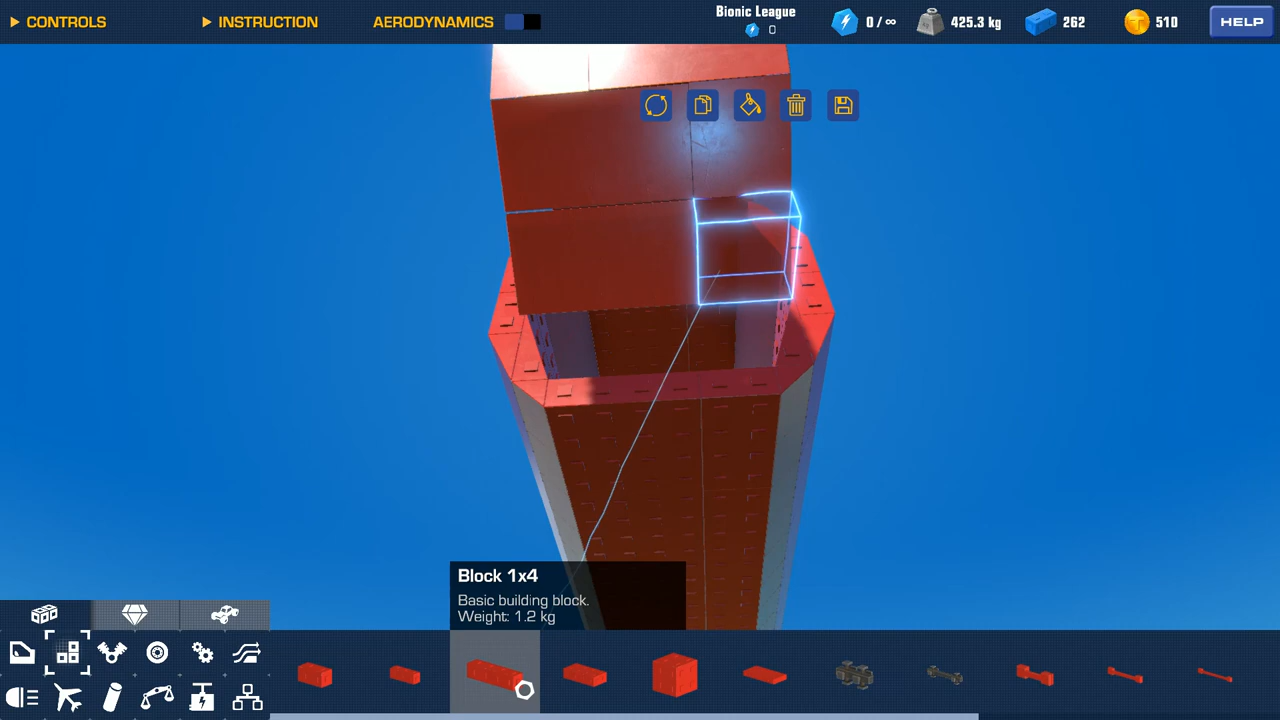 CONTROLS
INSTRUCTION
AERODYNAMICS
Bionic League
0
0 / ∞
425.3 kg
262
510
HELP
Block 1x4
Basic building block.
Weight: 1.2 kg